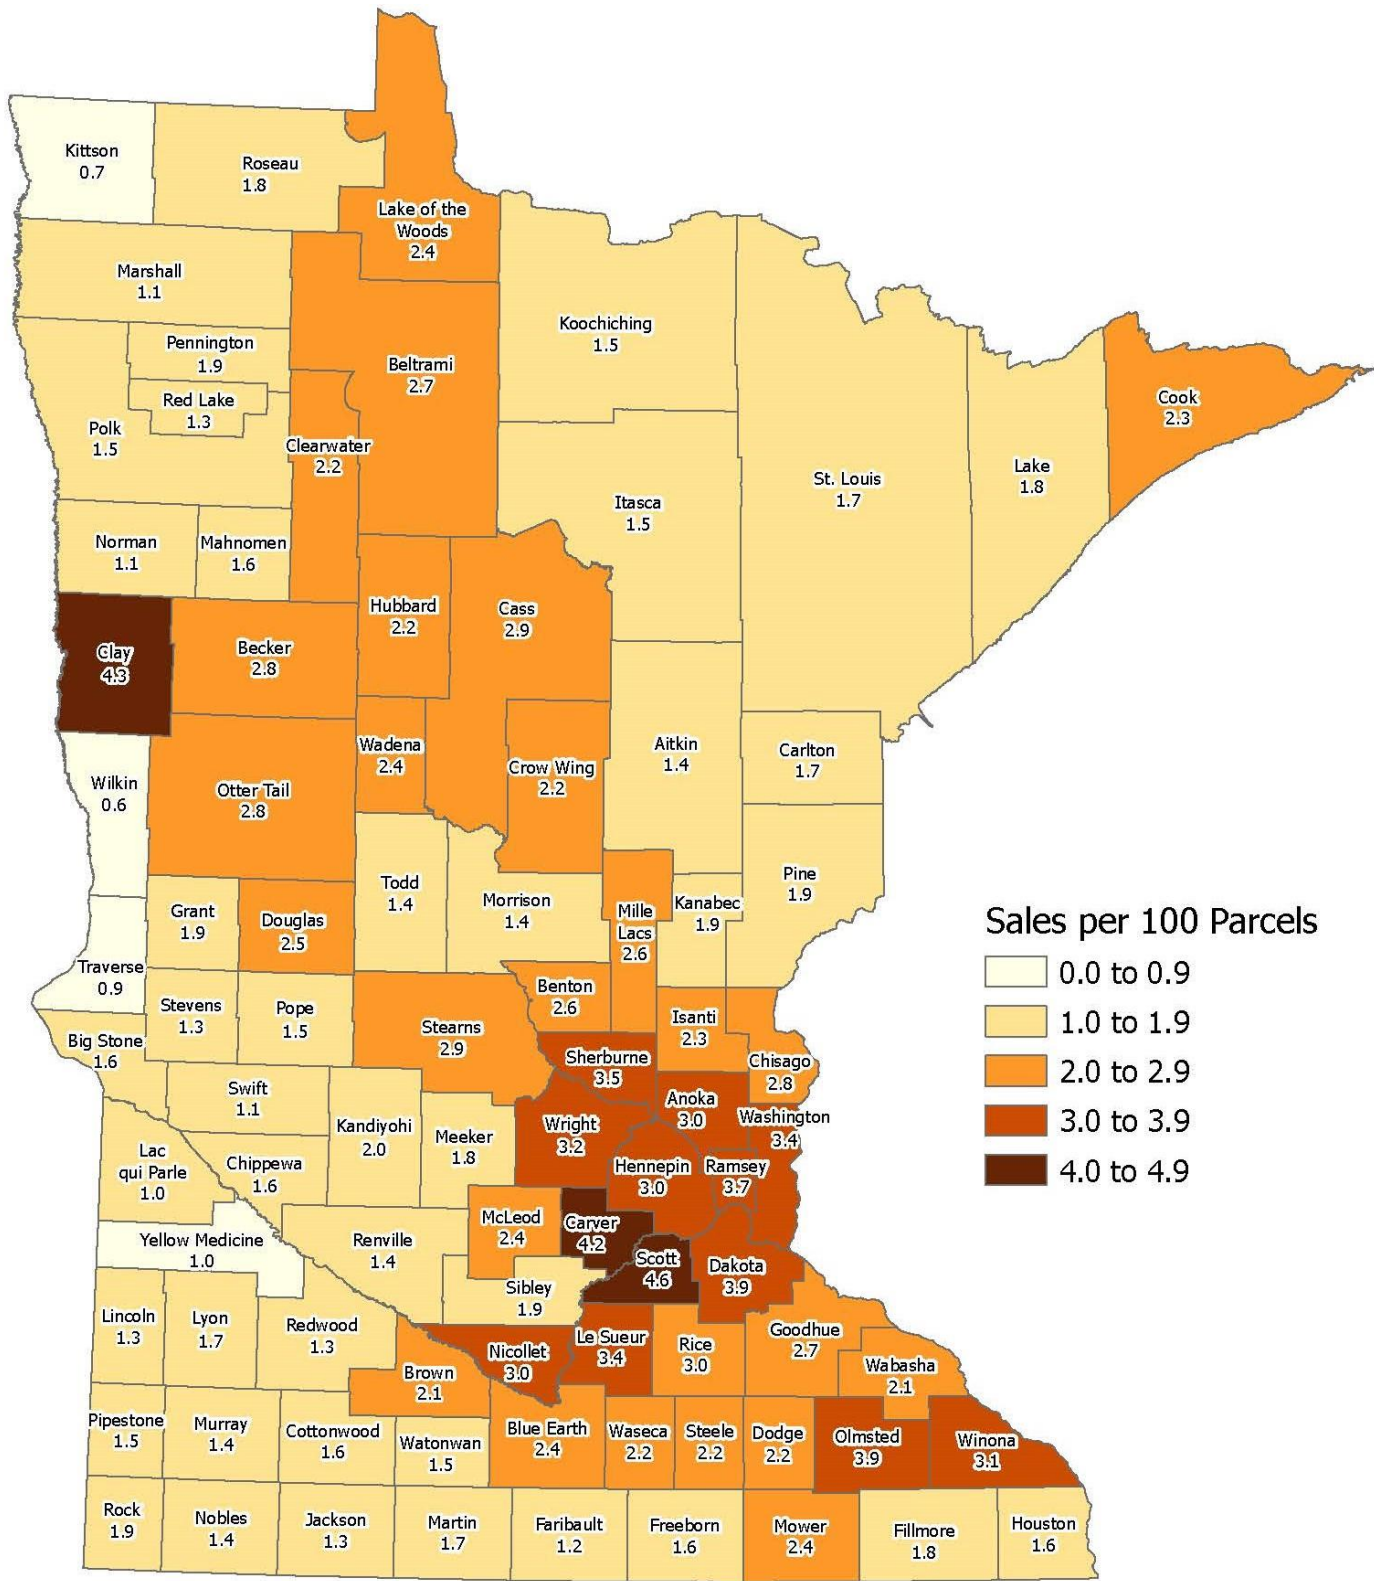 Kittson
0.7
Roseau
1.8
Lake of the
Woods
2.4
Marshall
1.1
Koochiching
1.5
Pennington
1.9
Beltrami
2.7
Red Lake
1.3
Cook
2.3
Polk
1.5
Clearwater
2.2
St. Louis
1.7
Lake
1.8
Itasca
1.5
Norman
1.1
Mahnomen
1.6
Hubbard
2.2
Cass
2.9
Clay
4.3
Becker
2.8
Wadena
2.4
Aitkin
1.4
Carlton
1.7
Crow Wing
2.2
Wilkin
0.6
Otter Tail
2.8
Todd
1.4
Morrison
1.4
Pine
1.9
Grant
1.9
Douglas
2.5
Mille
Lacs
2.6
Kanabec
1.9
Traverse
0.9
Benton
2.6
Stevens
1.3
Pope
1.5
Stearns
2.9
Isanti
2.3
Big Stone
1.6
Sherburne
3.5
Chisago
2.8
Swift
1.1
Anoka
3.0
Washington
3.4
Kandiyohi
2.0
Meeker
1.8
Wright
3.2
Lac
qui Parle
1.0
Chippewa
1.6
Hennepin
3.0
Ramsey
3.7
McLeod
2.4
Carver
4.2
Yellow Medicine
1.0
Renville
1.4
Scott
4.6
Dakota
3.9
Sibley
1.9
Lincoln
1.3
Lyon
1.7
Redwood
1.3
Nicollet
3.0
Le Sueur
3.4
Rice
3.0
Goodhue
2.7
Wabasha
2.1
Brown
2.1
Pipestone
1.5
Murray
1.4
Cottonwood
1.6
Watonwan
1.5
Blue Earth
2.4
Waseca
2.2
Steele
2.2
Dodge
2.2
Olmsted
3.9
Winona
3.1
Rock
1.9
Nobles
1.4
Jackson
1.3
Martin
1.7
Faribault
1.2
Freeborn
1.6
Mower
2.4
Fillmore
1.8
Houston
1.6
Sales per 100 Parcels
0.0 to 0.9
1.0 to 1.9
2.0 to 2.9
3.0 to 3.9
4.0 to 4.9